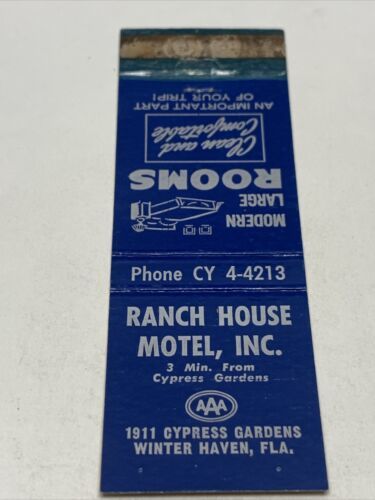 AN IMPORTANT PART
OF YOUR TRIP!
Clean and
Comfortable
ROOMS
MODERN
LARGE
Phone CY 4-4213
RANCH HOUSE
MOTEL, INC.
3 Min. From
Cypress Gardens
AAA
1911 CYPRESS GARDENS
WINTER HAVEN, FLA.